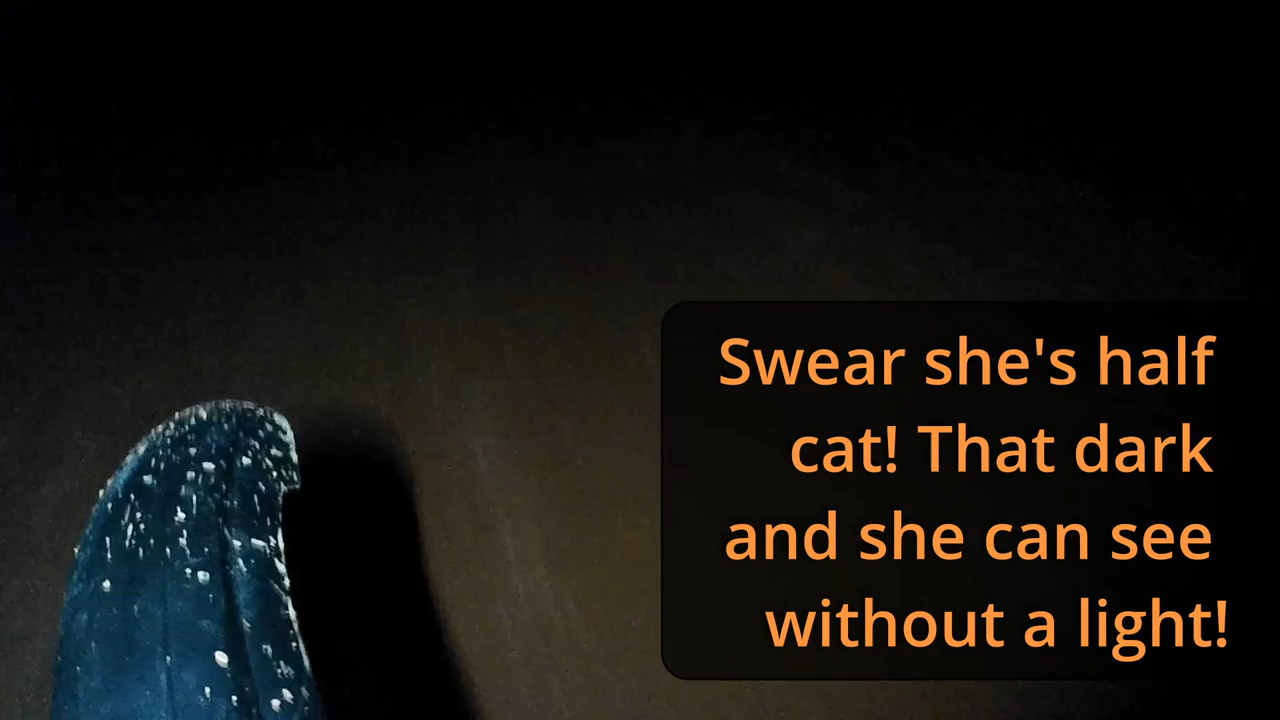 Swear she's half
cat! That dark
and she can see
without a light!